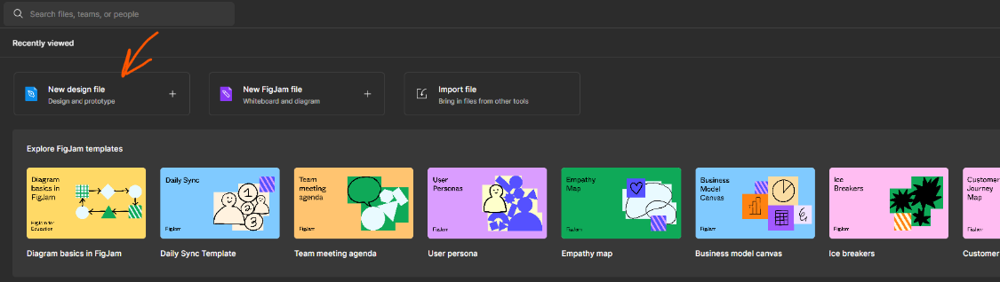 Search files, teams, or people
Recently viewed
New design file
Design and prototype
New FigJam file
Whiteboard and diagram
Import file
Bring in files from other tools
Explore FigJam templates
Diagram
basics in
FigJam
FigJam for
Education
Daily Sync
1
2
3
FigJam
Team
meeting
agenda
FigJam
User
Personas
FigJam
Empathy
Map
FigJam
Business
Model
Canvas
FigJam
Ice
Breakers
FigJam
Customer
Journey
Map
FigJam
Diagram basics in FigJam
Daily Sync Template
Team meeting agenda
User persona
Empathy map
Business model canvas
Ice breakers
Customer